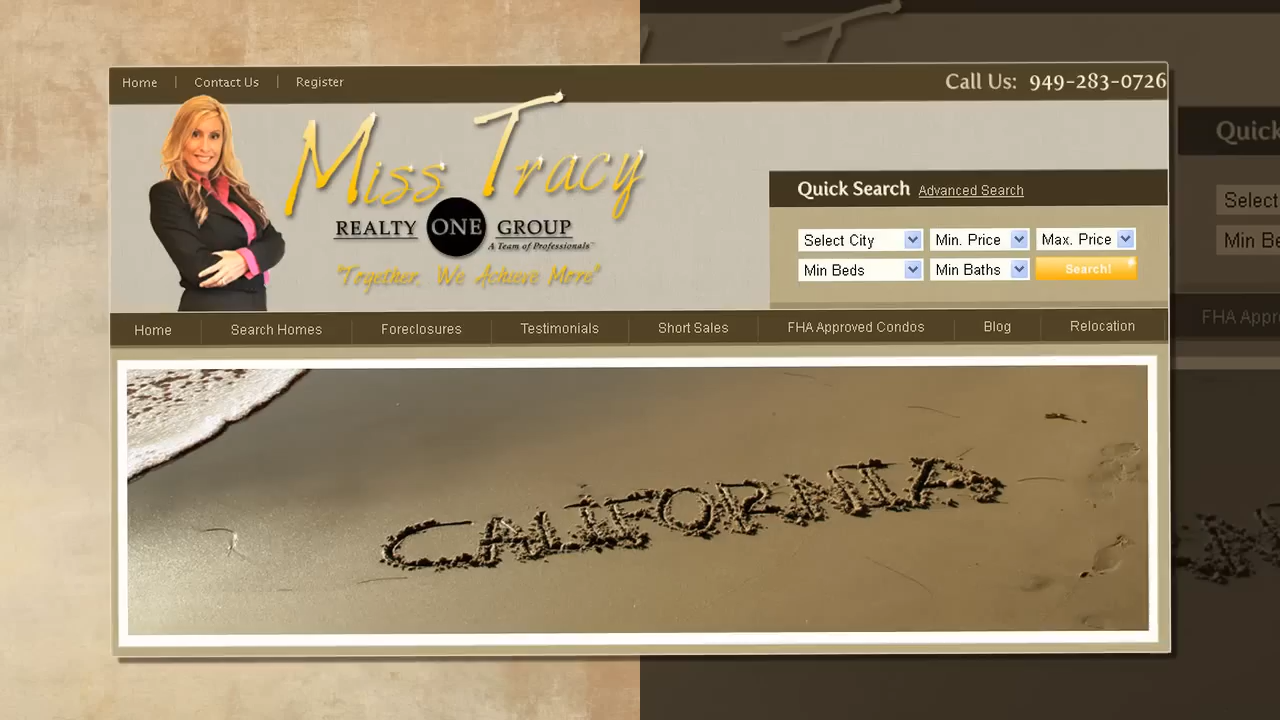 Home
Contact Us
Register
Call Us: 949-283-0726
Miss Tracy
REALTY ONE GROUP
A Team of Professionals
"Together, We Achieve More"
Quick Search Advanced Search
Select City Min. Price Max. Price
Min Beds Min Baths Search!
Home Search Homes Foreclosures Testimonials Short Sales FHA Approved Condos Blog Relocation
CALIFORNIA
Quick
Select
Min Be
FHA Appr